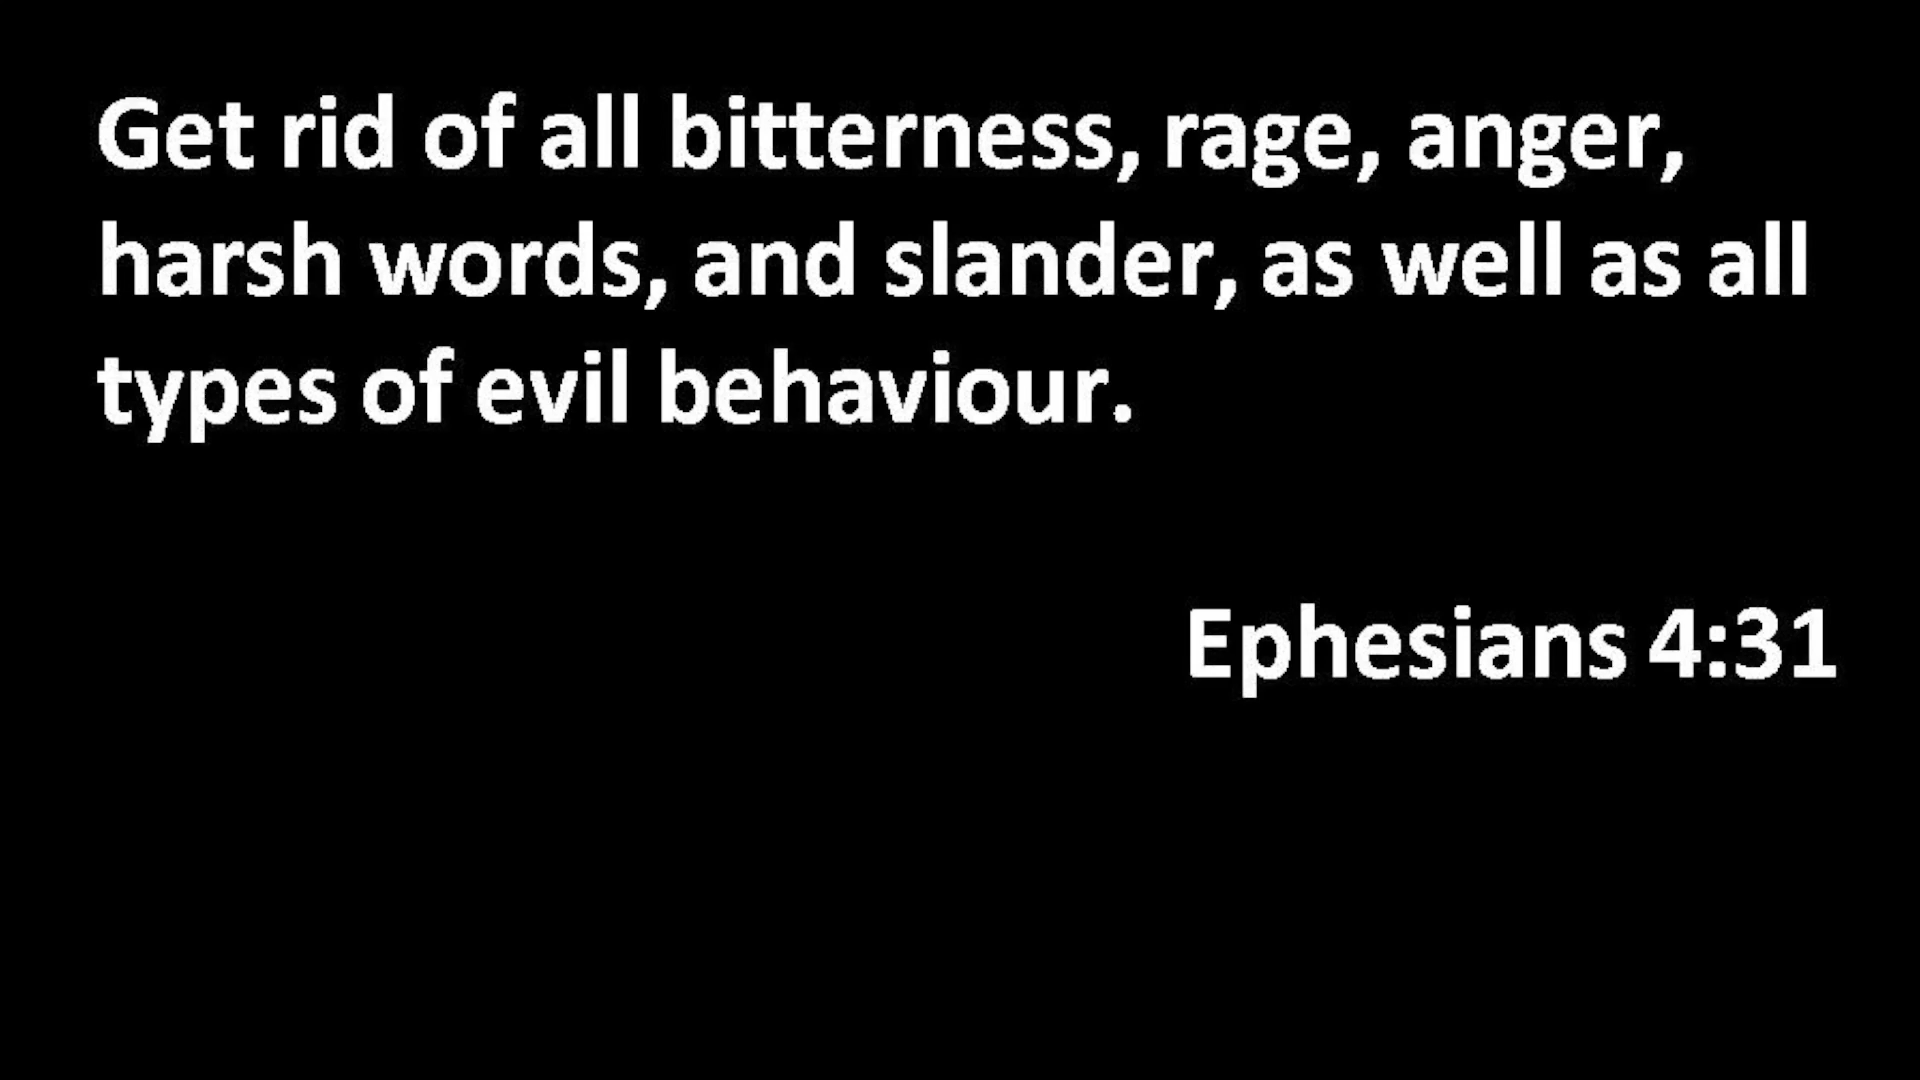 Get rid of all bitterness, rage, anger,
harsh words, and slander, as well as all
types of evil behaviour.
Ephesians 4:31